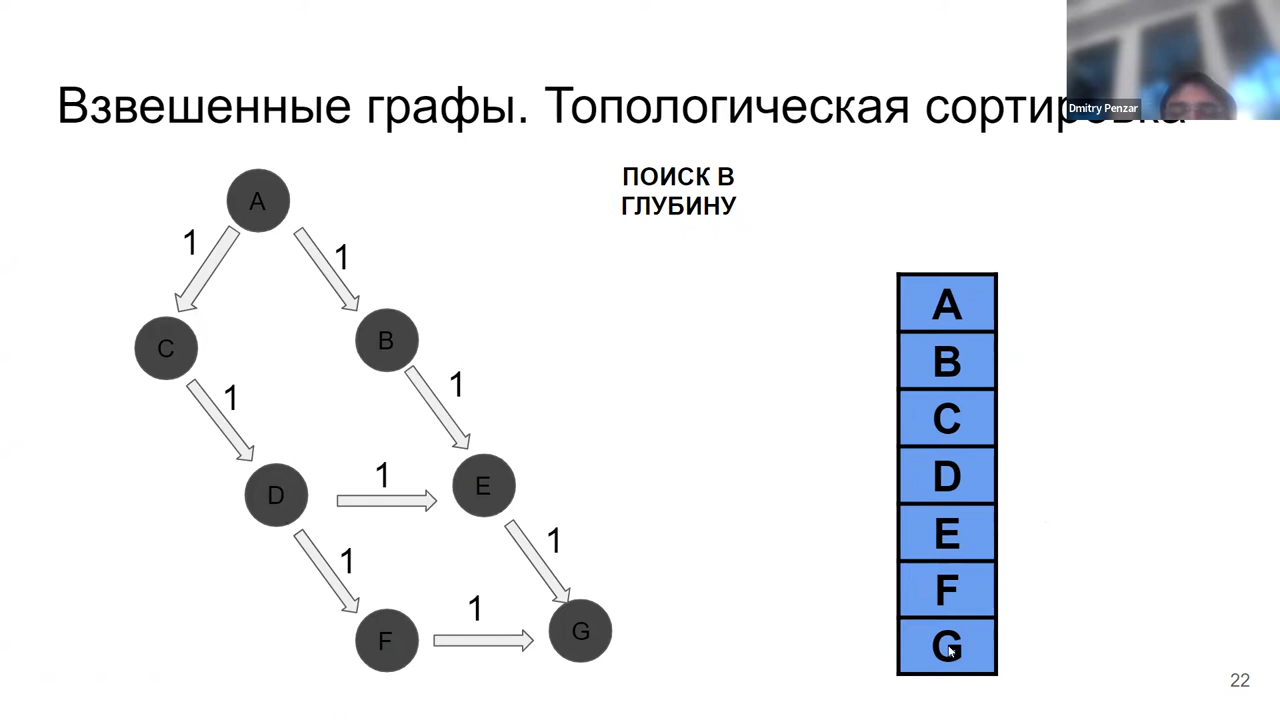 Взвешенные графы. Топологическая сортировка
Dmitry Penzar
ПОИСК В
ГЛУБИНУ
A
1
1
C
B
1
1
D
1
E
1
1
F
1
G
A
B
C
D
E
F
G
22